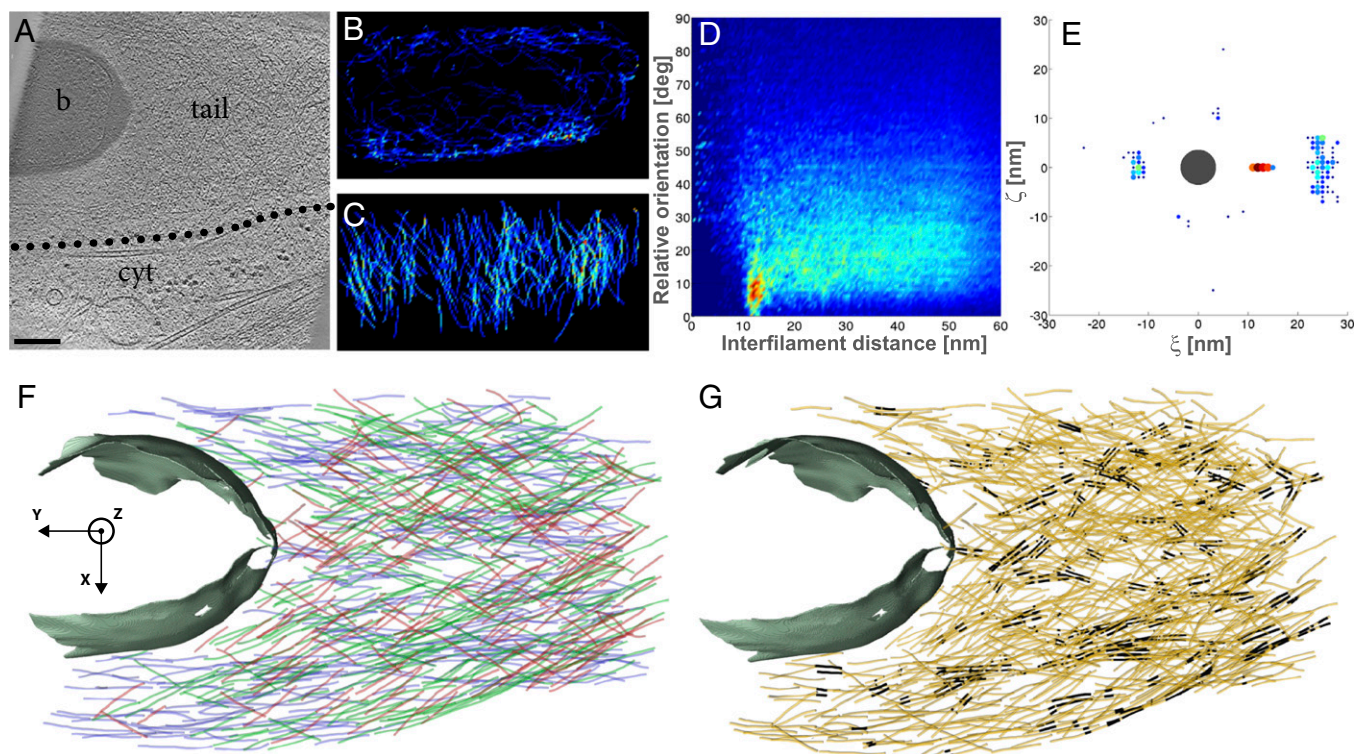 A
b
tail
cyt
B
C
D
90
80
70
60
50
40
30
20
10
0
Relative orientation [deg]
0 10 20 30 40 50 60
Interfilament distance [nm]
E
30
20
10
0
-10
-20
-30
ζ [nm]
-30 -20 -10 0 10 20 30
ξ [nm]
F
Y
Z
X
G